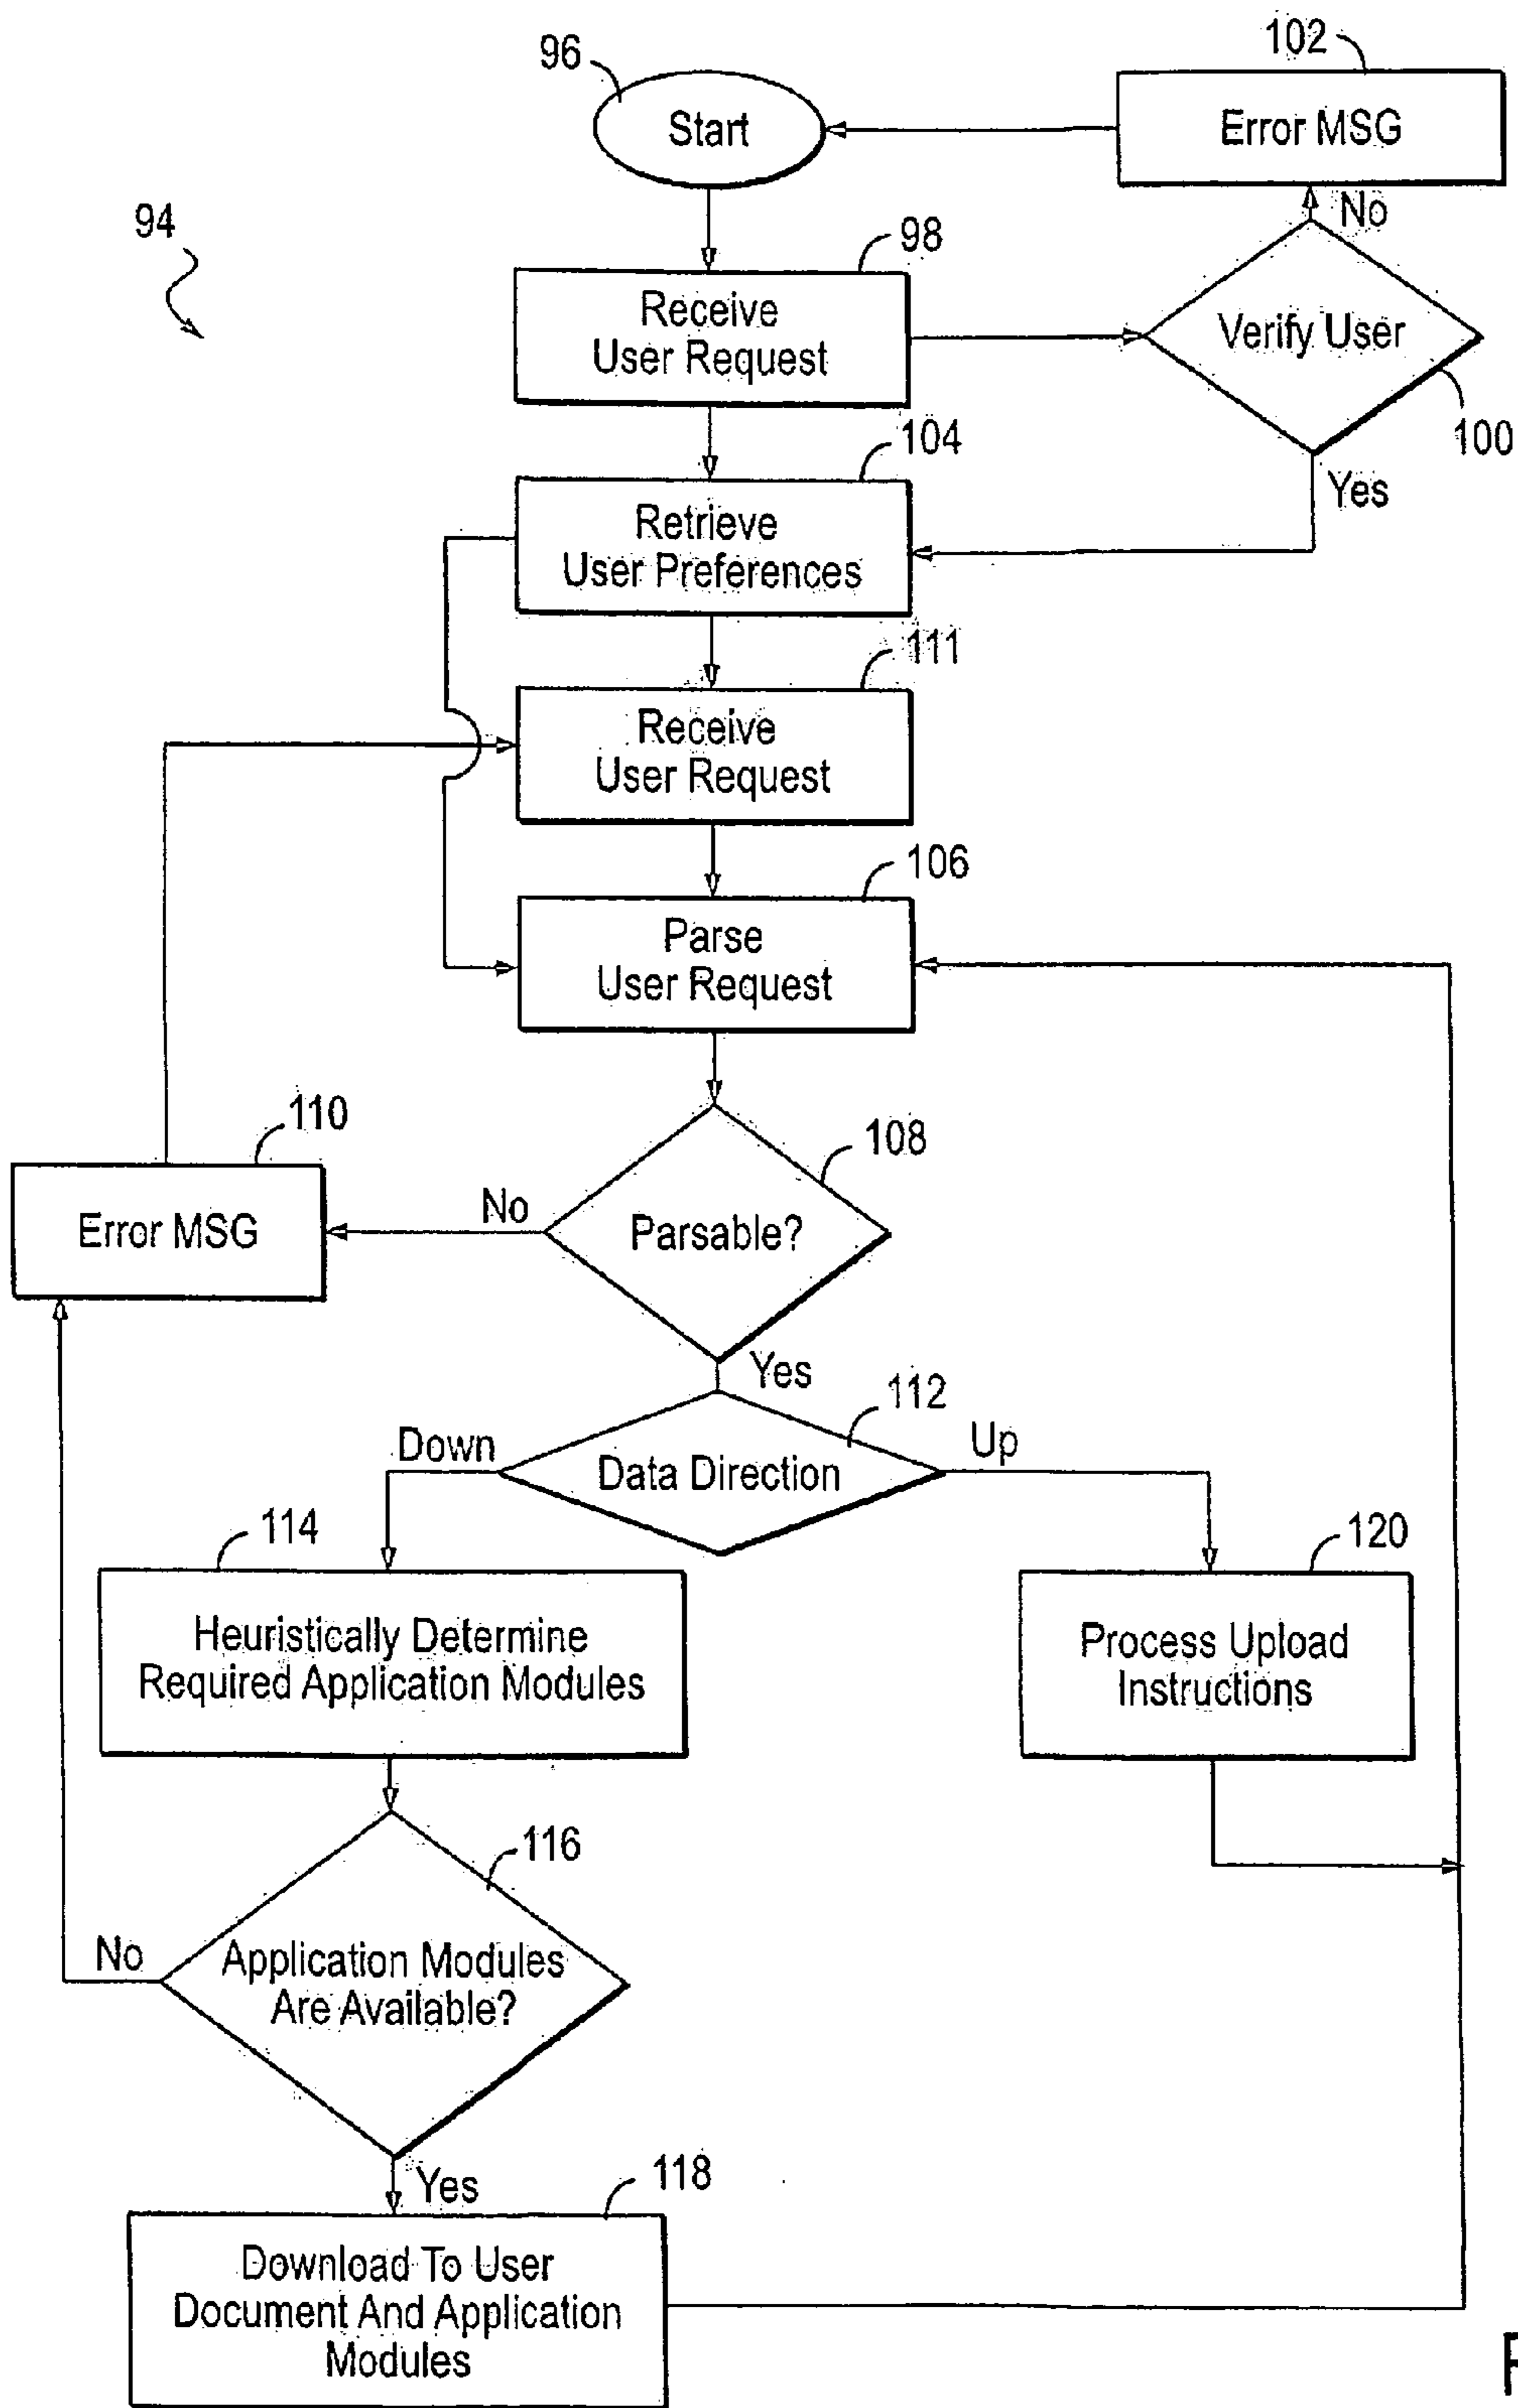 102
96
Start
Error MSG
94
No
98
Receive
User Request
Verify User
100
104
Yes
Retrieve
User Preferences
111
Receive
User Request
106
Parse
User Request
110
108
No
Error MSG
Parsable?
Yes
112
Down
Up
Data Direction
114
120
Heuristically Determine
Required Application Modules
Process Upload
Instructions
116
No
Application Modules
Are Available?
Yes
118
Download To User
Document And Application
Modules